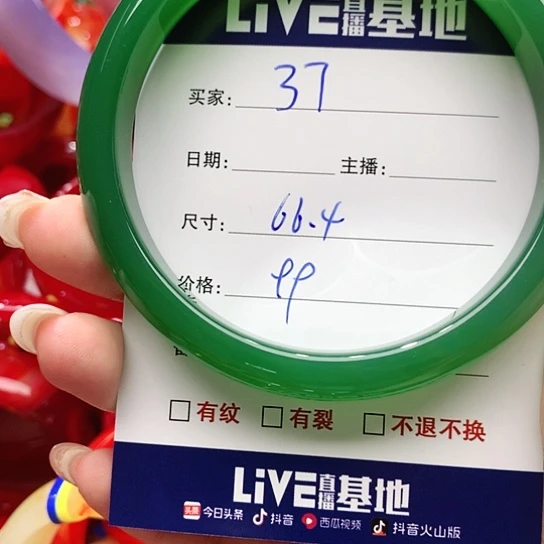 LiVE直播基地
买家: 37
日期: 主播:
尺寸: 66.4
价格: 99
有纹 有裂 不退不换
LiVE直播基地
头条 今日头条 抖音 西瓜视频 抖音火山版